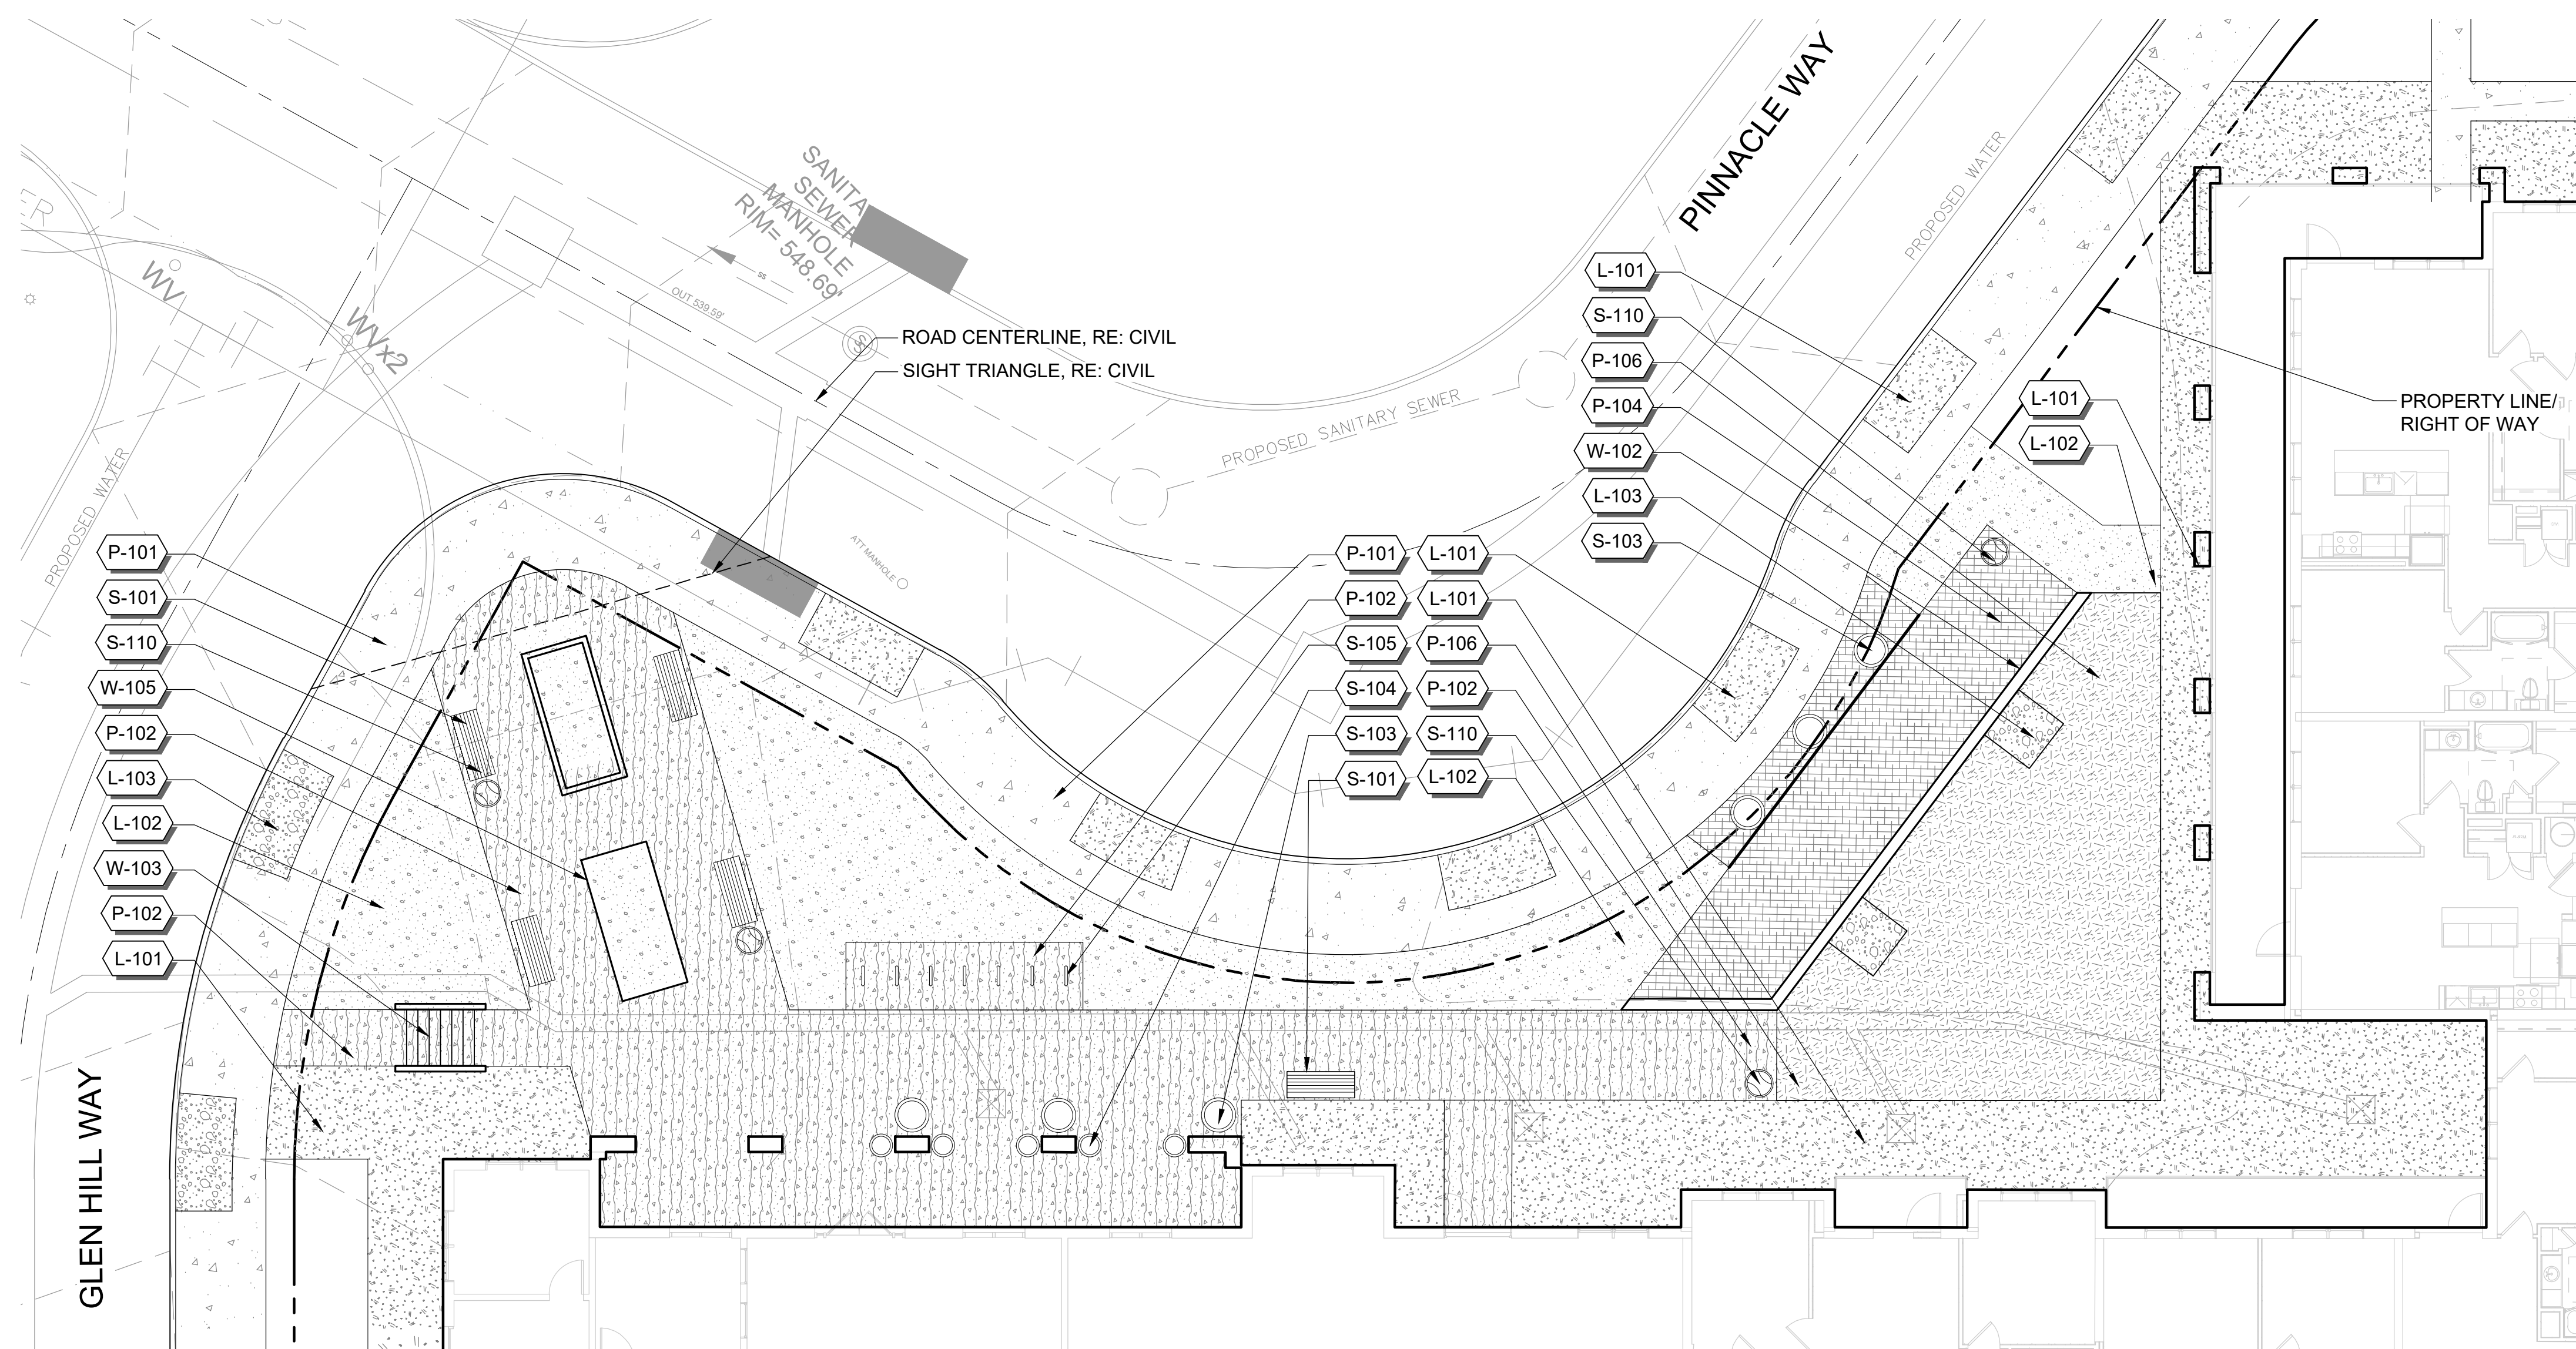 PINNACLE WAY
PROPOSED WATER
SANITA
SEWER
MANHOLE
RIM= 548.69'
SS
OUT 539.59'
ER
WV
WVx2
PROPOSED WATER
ROAD CENTERLINE, RE: CIVIL
SIGHT TRIANGLE, RE: CIVIL
PROPOSED SANITARY SEWER
ATT MANHOLE
L-101
S-110
P-106
P-104
W-102
L-103
S-103
L-101
L-102
PROPERTY LINE/
RIGHT OF WAY
P-101
S-101
S-110
W-105
P-102
L-103
L-102
W-103
P-102
L-101
P-101 L-101
P-102 L-101
S-105 P-106
S-104 P-102
S-103 S-110
S-101 L-102
GLEN HILL WAY